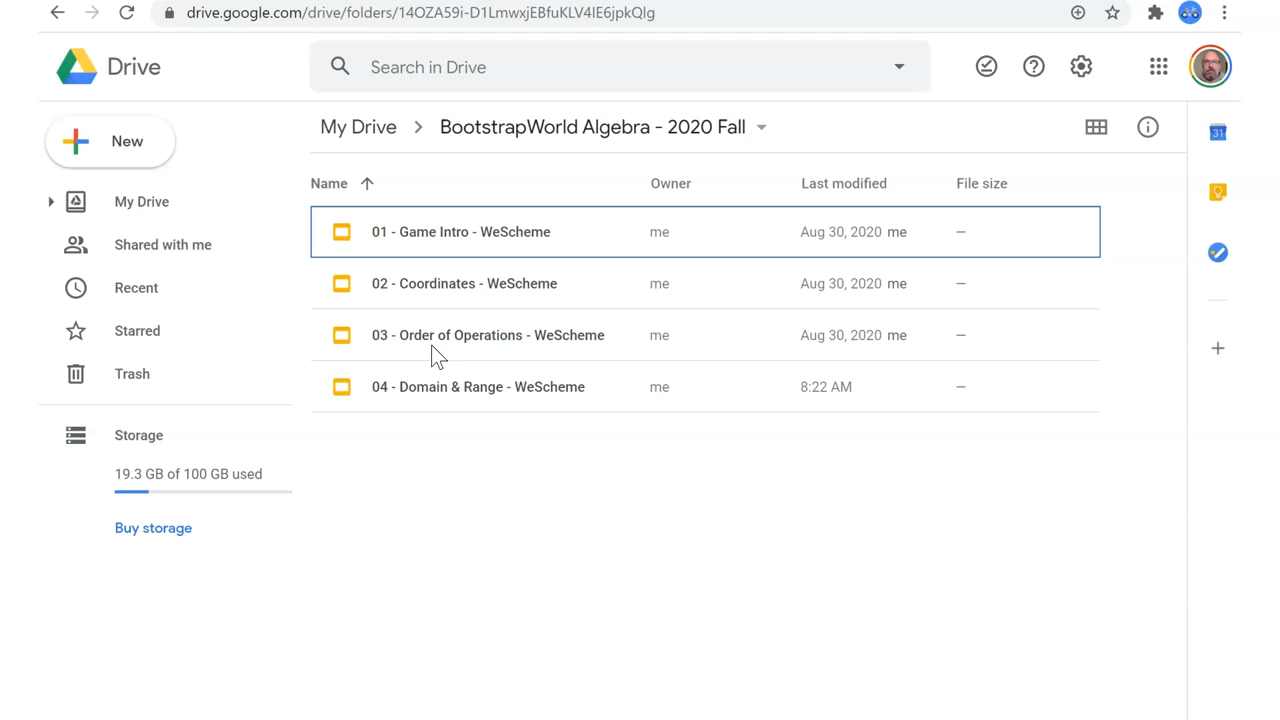 drive.google.com/drive/folders/14OZA59i-D1LmwxjEBfuKLV4IE6jpkQlg
Drive
Search in Drive
New
My Drive
Shared with me
Recent
Starred
Trash
Storage
19.3 GB of 100 GB used
Buy storage
My Drive > BootstrapWorld Algebra - 2020 Fall
Name Owner Last modified File size
01 - Game Intro - WeScheme me Aug 30, 2020 me —
02 - Coordinates - WeScheme me Aug 30, 2020 me —
03 - Order of Operations - WeScheme me Aug 30, 2020 me —
04 - Domain & Range - WeScheme me 8:22 AM —
31